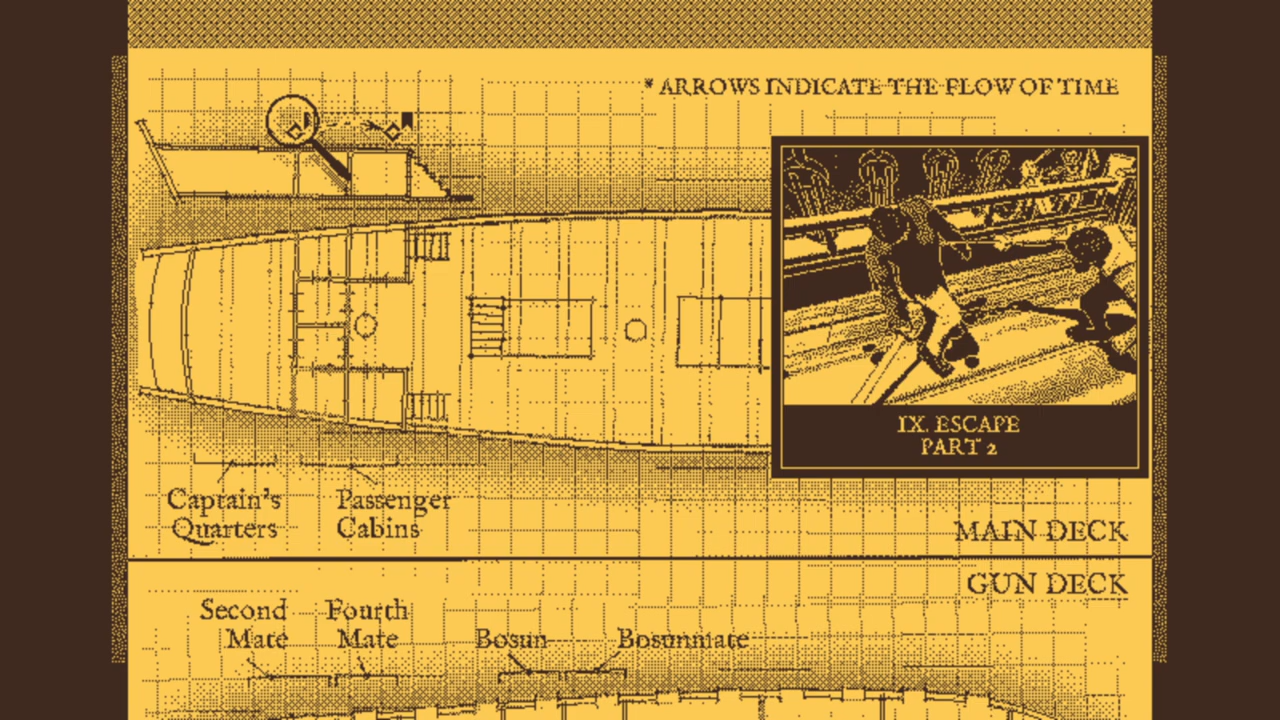 * ARROWS INDICATE THE FLOW OF TIME
IX. ESCAPE
PART 2
Captain's
Quarters
Passenger
Cabins
MAIN DECK
GUN DECK
Second
Mate
Fourth
Mate
Bosun
Bosunmate